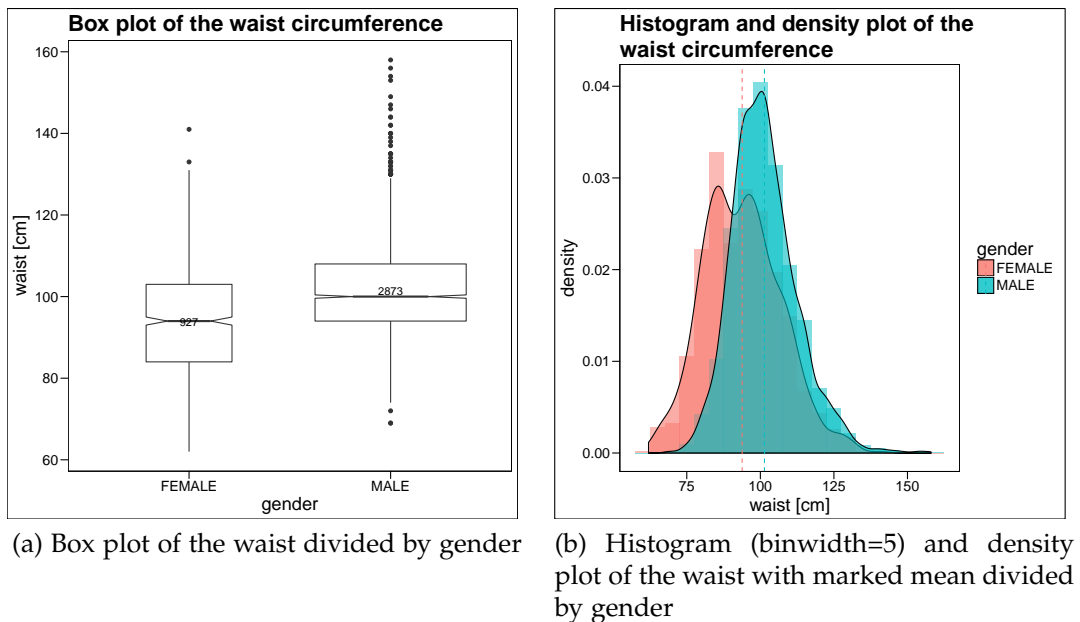 Box plot of the waist circumference
160
140
120
100
80
60
waist [cm]
927
2873
FEMALE
MALE
gender
(a) Box plot of the waist divided by gender
Histogram and density plot of the
waist circumference
0.04
0.03
0.02
0.01
0.00
density
75
100
125
150
waist [cm]
gender
FEMALE
MALE
(b) Histogram (binwidth=5) and density
plot of the waist with marked mean divided
by gender